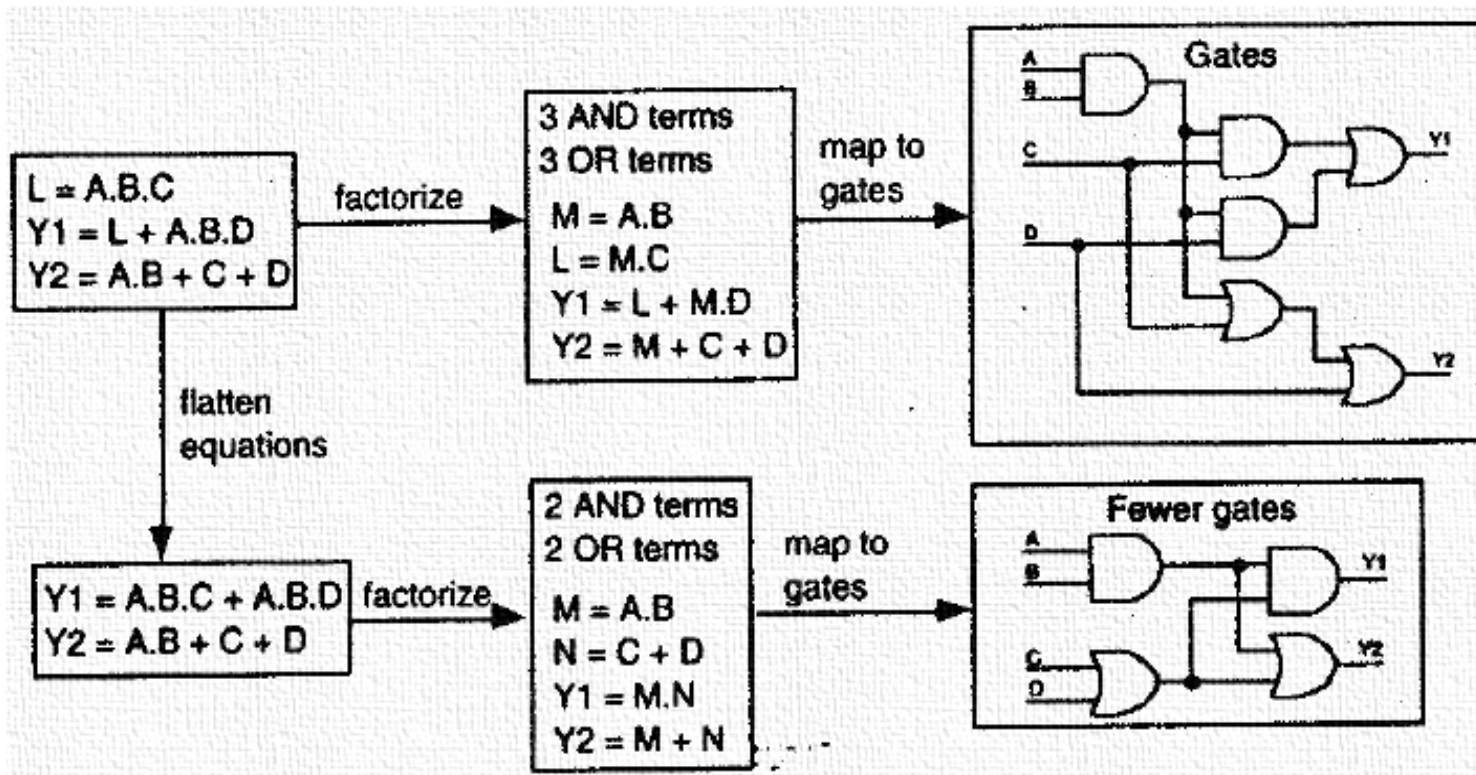 L = A.B.C
Y1 = L + A.B.D
Y2 = A.B + C + D
factorize
3 AND terms
3 OR terms
M = A.B
L = M.C
Y1 = L + M.D
Y2 = M + C + D
map to
gates
Gates
A
B
C
D
Y1
Y2
flatten
equations
Y1 = A.B.C + A.B.D
Y2 = A.B + C + D
factorize
2 AND terms
2 OR terms
M = A.B
N = C + D
Y1 = M.N
Y2 = M + N
map to
gates
Fewer gates
A
B
C
D
Y1
Y2